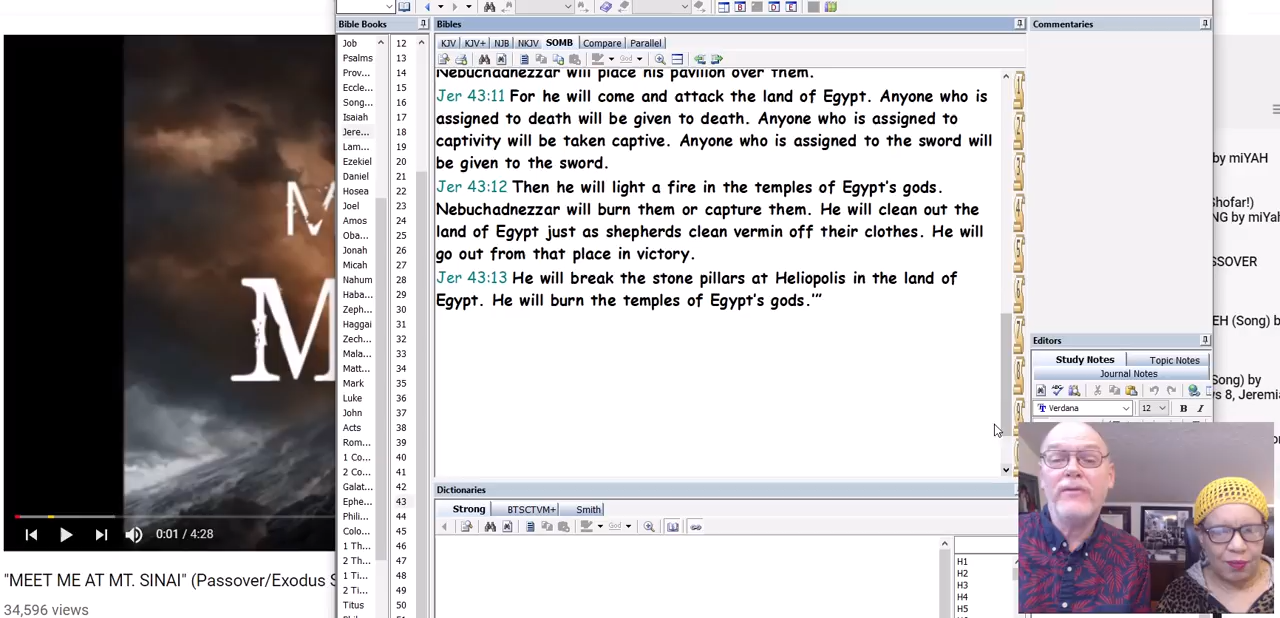 Bible Books
Bibles
Commentaries
KJV KJV+ NJB NKJV SOMB Compare Parallel
Job
Psalms
Prov...
Eccle...
Song...
Isaiah
Jere...
Lam...
Ezekiel
Daniel
Hosea
Joel
Amos
Oba...
Jonah
Micah
Nahum
Haba...
Zeph...
Haggai
Zech...
Mala...
Matt...
Mark
Luke
John
Acts
Rom...
1 Co...
2 Co...
Galat...
Ephe...
Phili...
Colo...
1 Th...
2 Th...
1 Ti...
2 Ti...
Titus
12
13
14
15
16
17
18
19
20
21
22
23
24
25
26
27
28
29
30
31
32
33
34
35
36
37
38
39
40
41
42
43
44
45
46
47
48
49
50
Nebuchadnezzar will place his pavilion over them.
Jer 43:11 For he will come and attack the land of Egypt. Anyone who is
assigned to death will be given to death. Anyone who is assigned to
captivity will be taken captive. Anyone who is assigned to the sword will
be given to the sword.
Jer 43:12 Then he will light a fire in the temples of Egypt's gods.
Nebuchadnezzar will burn them or capture them. He will clean out the
land of Egypt just as shepherds clean vermin off their clothes. He will
go out from that place in victory.
Jer 43:13 He will break the stone pillars at Heliopolis in the land of
Egypt. He will burn the temples of Egypt's gods.'”
Dictionaries
Strong BTSCTVM+ Smith
God
H1
H2
H3
H4
H5
Editors
Study Notes Topic Notes
Journal Notes
Verdana 12 B I
by miYAH
Shofar!)
NG by miYah
SSOVER
EH (Song) b
Song) by
s 8, Jeremia
M
M
0:01 / 4:28
"MEET ME AT MT. SINAI" (Passover/Exodus S
34,596 views